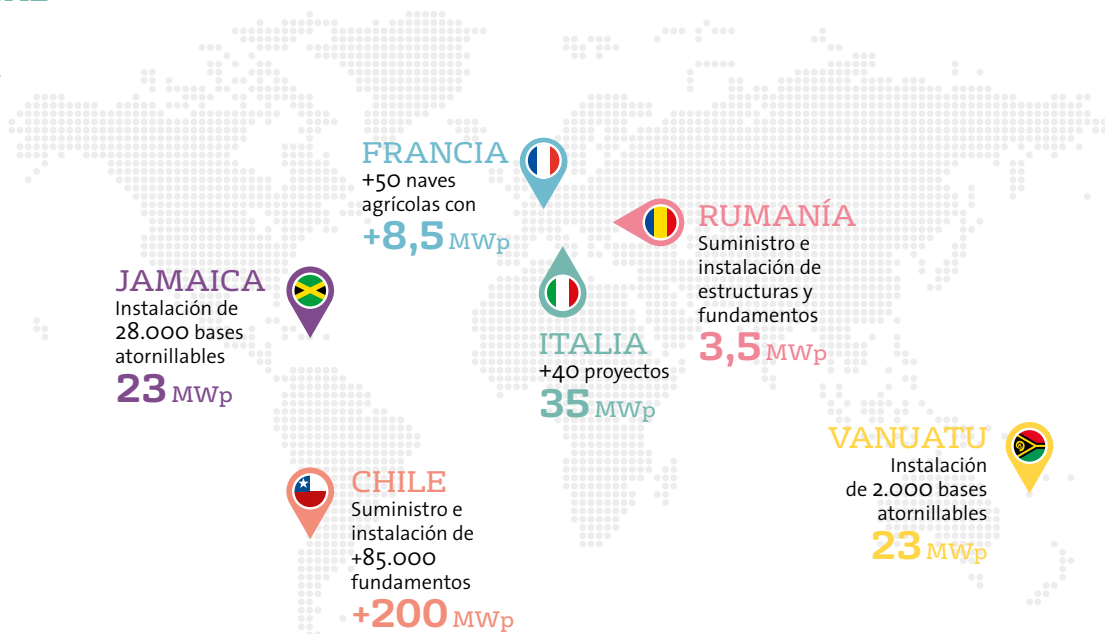 FRANCIA
+50 naves
agrícolas con
+8,5 MWp
RUMANÍA
Suministro e
instalación de
estructuras y
fundamentos
3,5 MWp
JAMAICA
Instalación de
28.000 bases
atornillables
23 MWp
ITALIA
+40 proyectos
35 MWp
VANUATU
Instalación
de 2.000 bases
atornillables
23 MWp
CHILE
Suministro e
instalación de
+85.000
fundamentos
+200 MWp